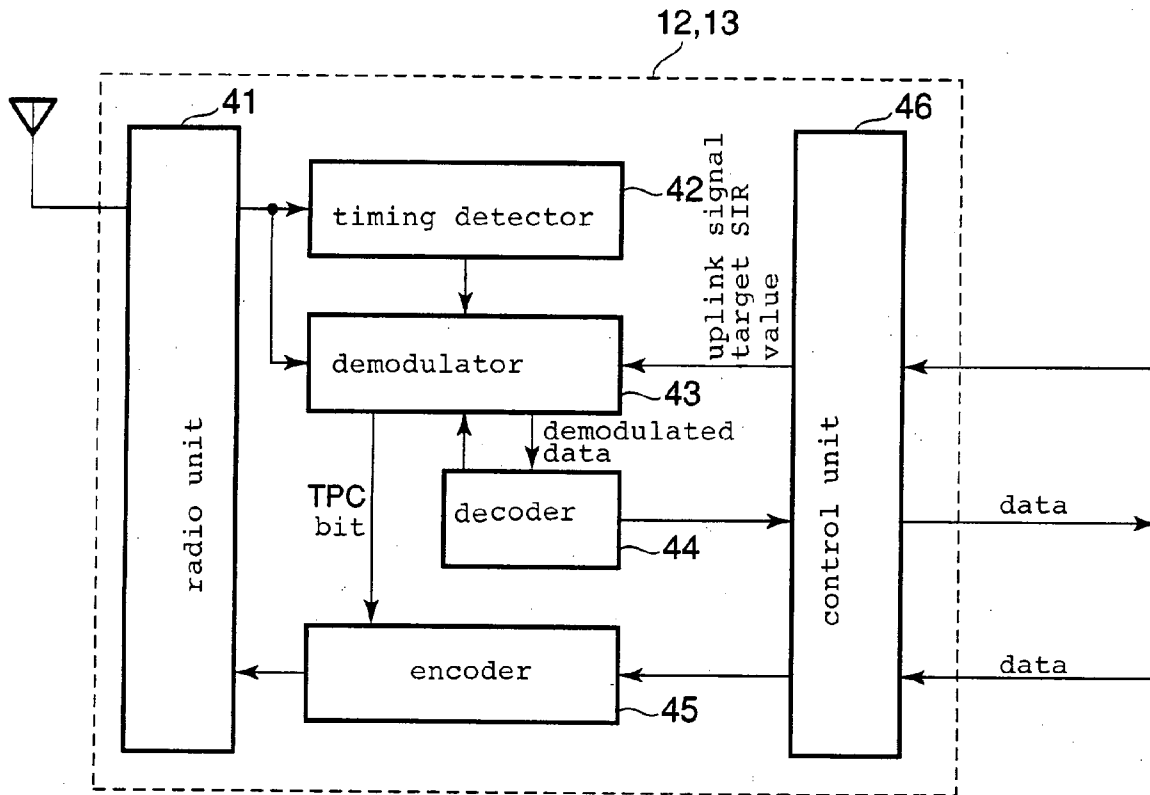 12,13
41
46
timing detector
42
uplink signal
target SIR
value
demodulator
43
demodulated
data
radio unit
TPC
bit
decoder
44
control unit
data
encoder
45
data